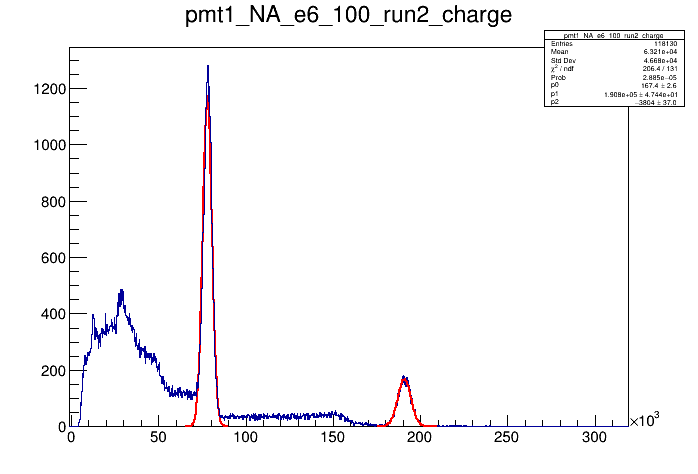 pmt1_NA_e6_100_run2_charge
pmt1_NA_e6_100_run2_charge
Entries 118130
Mean 6.321e+04
Std Dev 4.668e+04
χ² / ndf 206.4 / 131
Prob 2.885e−05
p0 167.4 ± 2.6
p1 1.908e+05 ± 4.744e+01
p2 −3804 ± 37.0
1200
1000
800
600
400
200
0
0 50 100 150 200 250 300
×10³